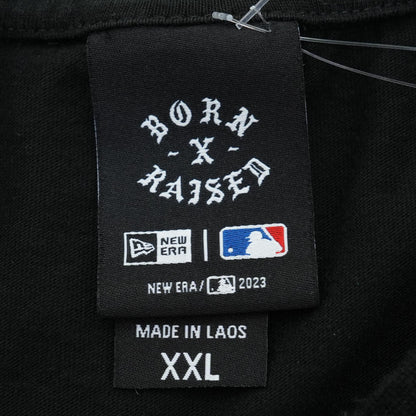 BORN
- X -
RAISED
NEW ERA
NEW ERA / 2023
MADE IN LAOS
XXL